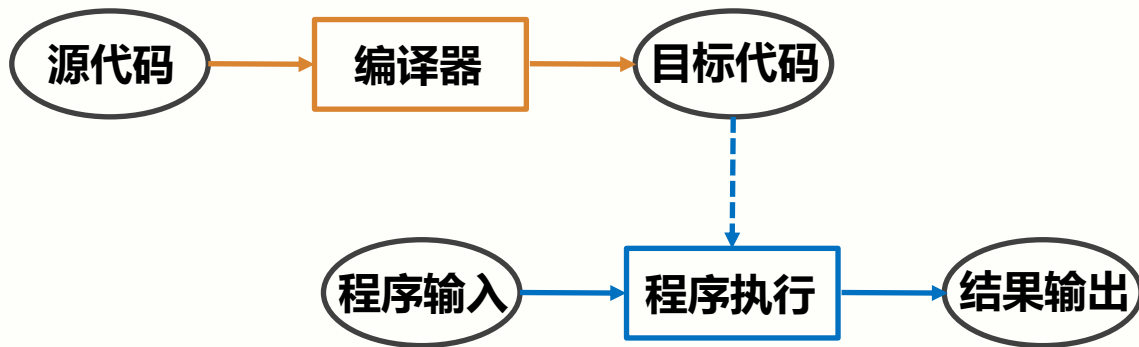 源代码
编译器
目标代码
程序输入
程序执行
结果输出